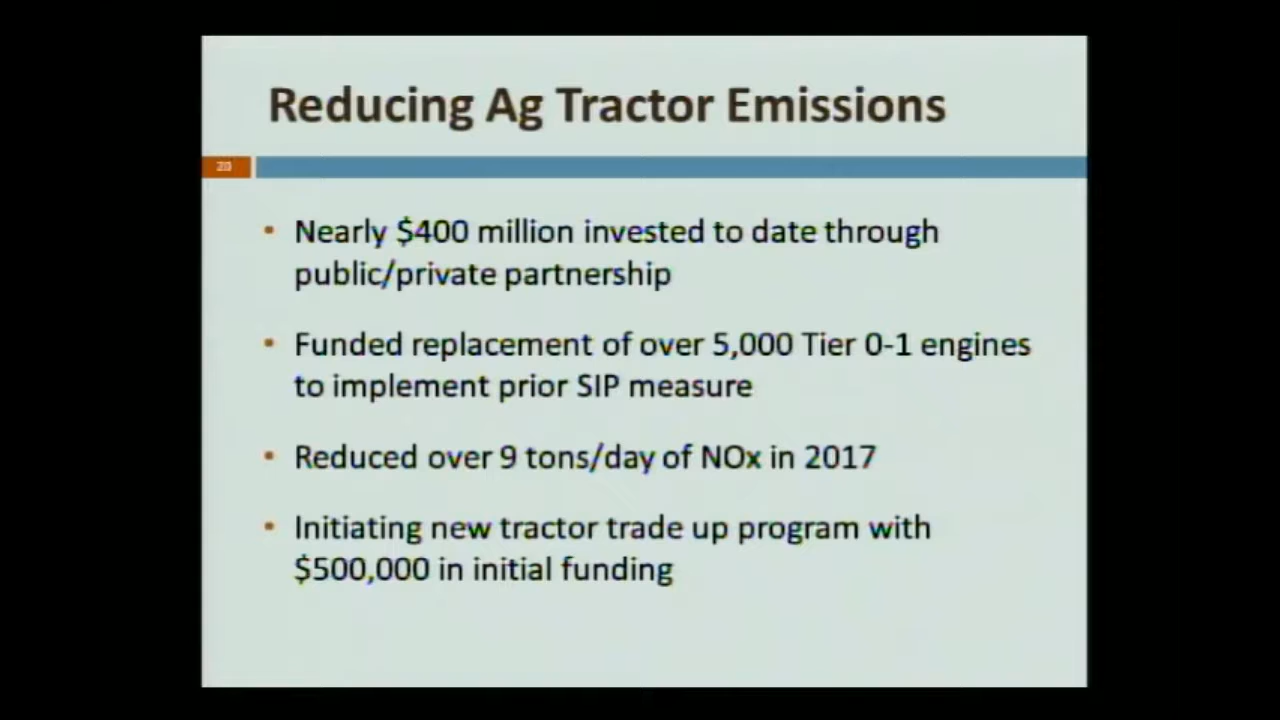 Reducing Ag Tractor Emissions
20
• Nearly $400 million invested to date through
public/private partnership
• Funded replacement of over 5,000 Tier 0-1 engines
to implement prior SIP measure
• Reduced over 9 tons/day of NOx in 2017
• Initiating new tractor trade up program with
$500,000 in initial funding